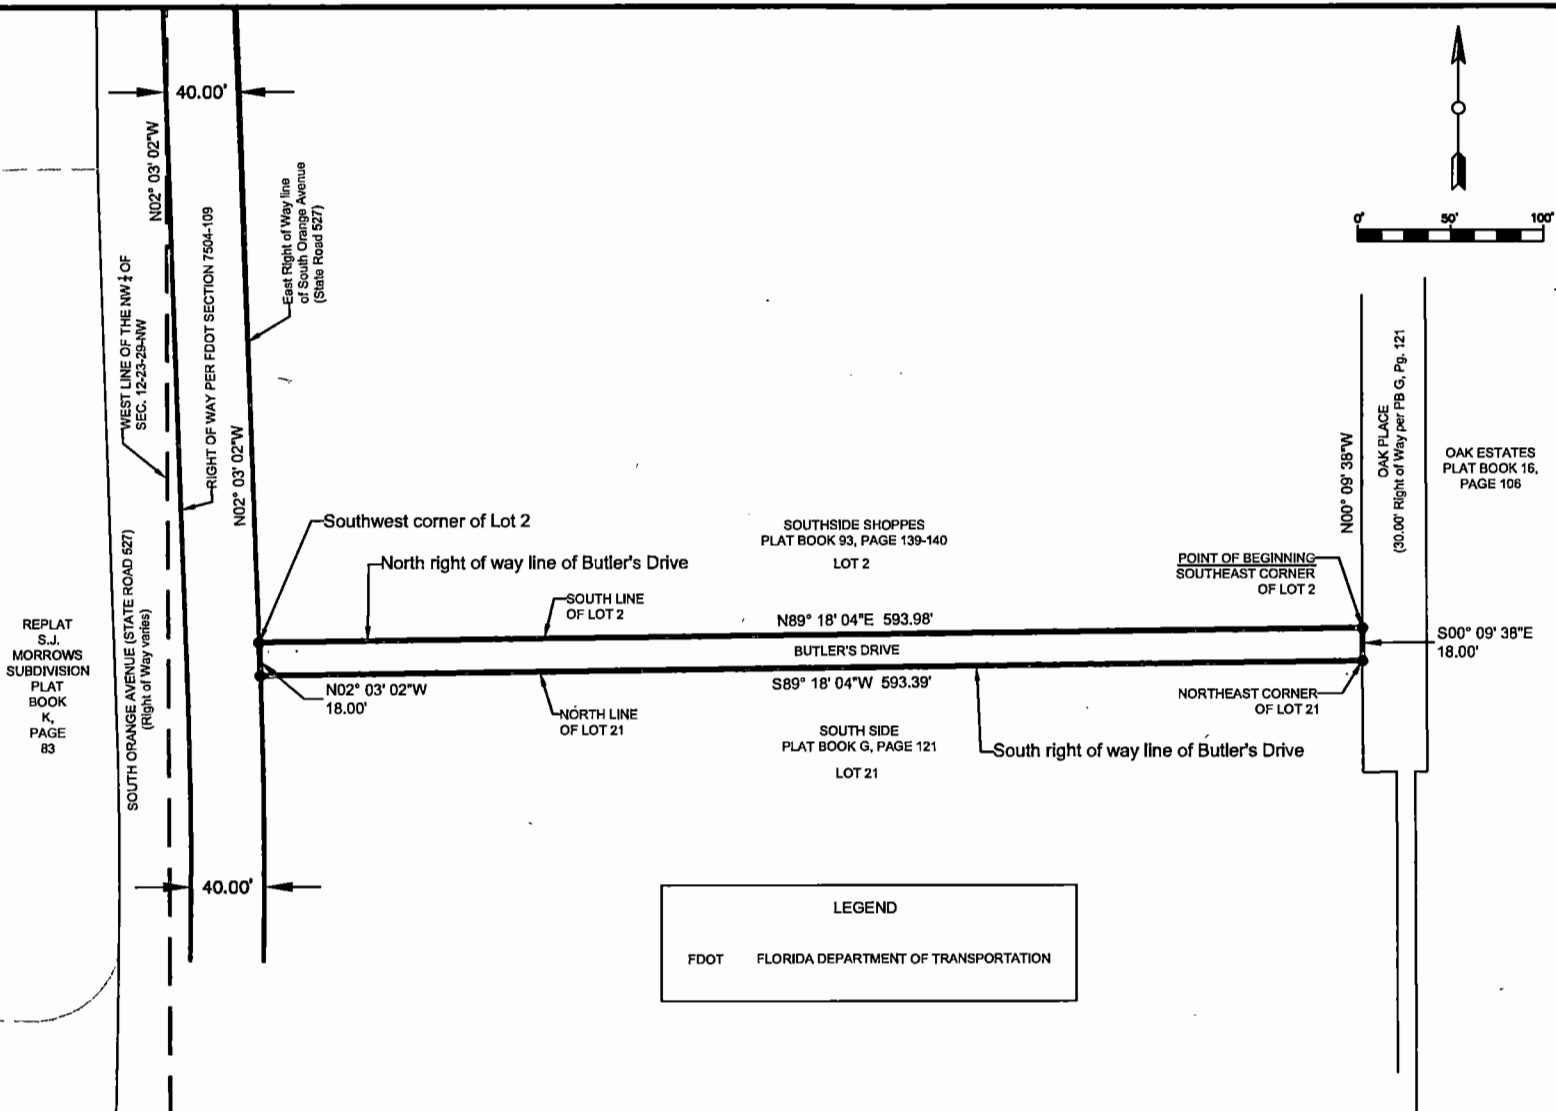 40.00'
N02° 03' 02"W
East Right of Way line
of South Orange Avenue
(State Road 527)
RIGHT OF WAY PER FDOT SECTION 7504-109
WEST LINE OF THE NW ¼ OF
SEC. 12-23-29-NW
N02° 03' 02"W
0'
50'
100'
OAK PLACE
(30.00' Right of Way per PB G, Pg. 121
N00° 09' 38"W
OAK ESTATES
PLAT BOOK 16,
PAGE 106
Southwest corner of Lot 2
North right of way line of Butler's Drive
SOUTH LINE
OF LOT 2
SOUTHSIDE SHOPPES
PLAT BOOK 93, PAGE 139-140
LOT 2
POINT OF BEGINNING
SOUTHEAST CORNER
OF LOT 2
N89° 18' 04"E 593.98'
BUTLER'S DRIVE
S89° 18' 04"W 593.39'
S00° 09' 38"E
18.00'
REPLAT
S.J.
MORROWS
SUBDIVISION
PLAT
BOOK
K,
PAGE
83
SOUTH ORANGE AVENUE (STATE ROAD 527)
(Right of Way varies)
N02° 03' 02"W
18.00'
NORTH LINE
OF LOT 21
SOUTH SIDE
PLAT BOOK G, PAGE 121
LOT 21
South right of way line of Butler's Drive
NORTHEAST CORNER
OF LOT 21
40.00'
LEGEND
FDOT FLORIDA DEPARTMENT OF TRANSPORTATION